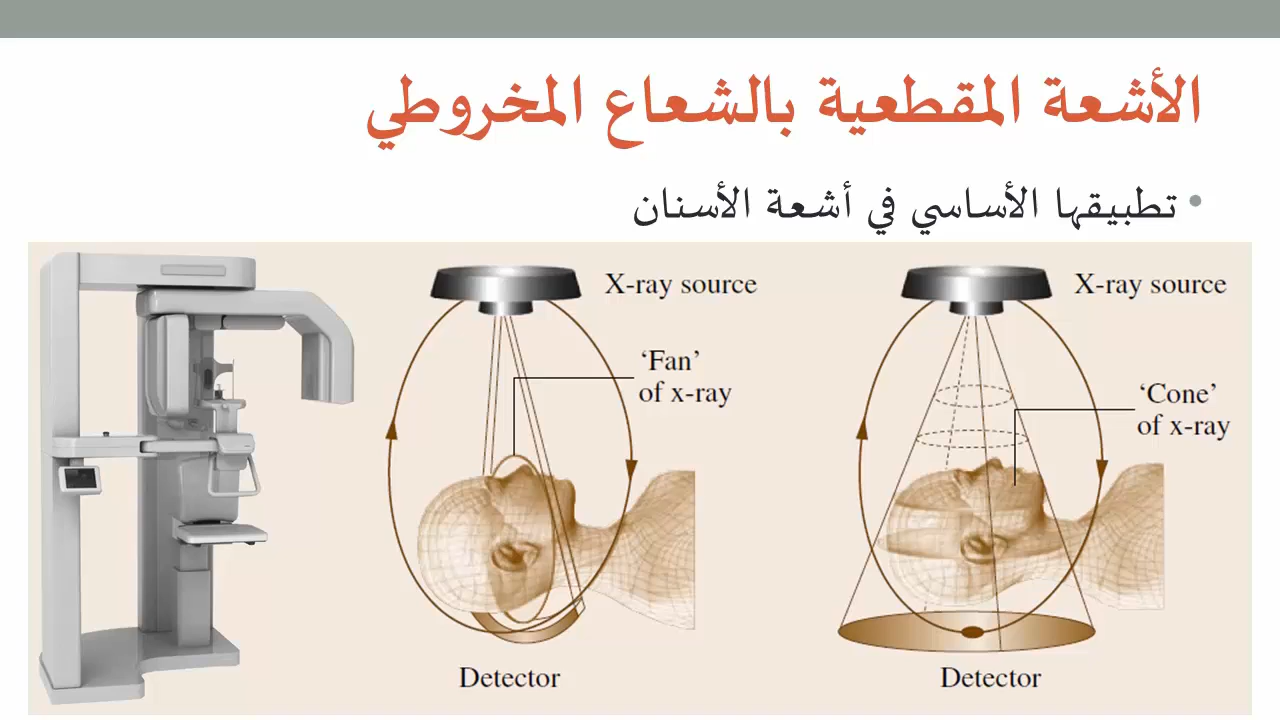 الأشعة المقطعية بالشعاع المخروطي
• تطبيقها الأساسي في أشعة الأسنان
X-ray source
‘Fan’
of x-ray
Detector
X-ray source
‘Cone’
of x-ray
Detector